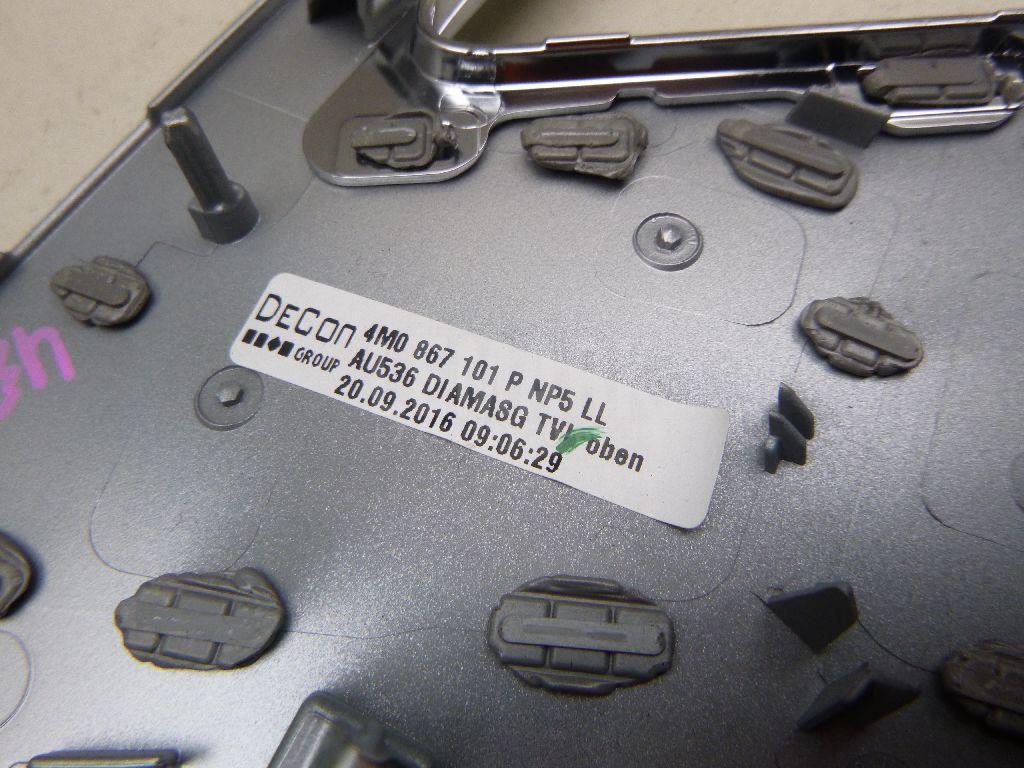 DECON GROUP
4M0 867 101 P NP5 LL
AU536 DIAMASG TVL oben
20.09.2016 09:06:29